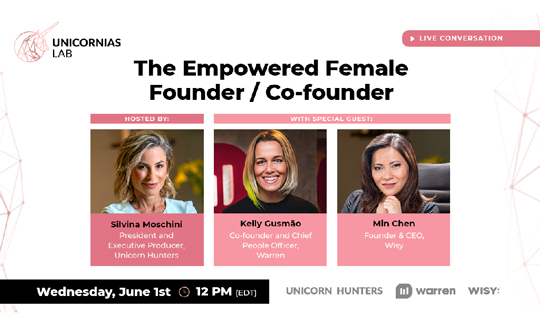 UNICORNIAS
LAB
LIVE CONVERSATION
The Empowered Female
Founder / Co-founder
HOSTED BY:
WITH SPECIAL GUEST:
Silvina Moschini
President and
Executive Producer,
Unicorn Hunters
Kelly Gusmão
Co-founder and Chief
People Officer,
Warren
Min Chen
Founder & CEO,
Wisy
Wednesday, June 1st 12 PM [EDT]
UNICORN HUNTERS warren WISY: